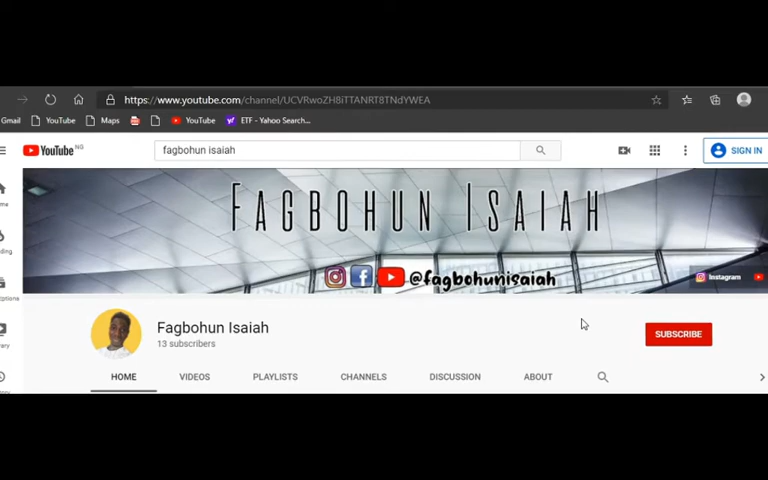 https://www.youtube.com/channel/UCVRwoZH8iTTANRT8TNdYWEA
Gmail YouTube Maps YouTube ETF - Yahoo Search...
YouTube NG fagbohun isaiah SIGN IN
FAGBOHUN ISAIAH
@fagbohunisaiah Instagram
Fagbohun Isaiah
13 subscribers
SUBSCRIBE
HOME VIDEOS PLAYLISTS CHANNELS DISCUSSION ABOUT